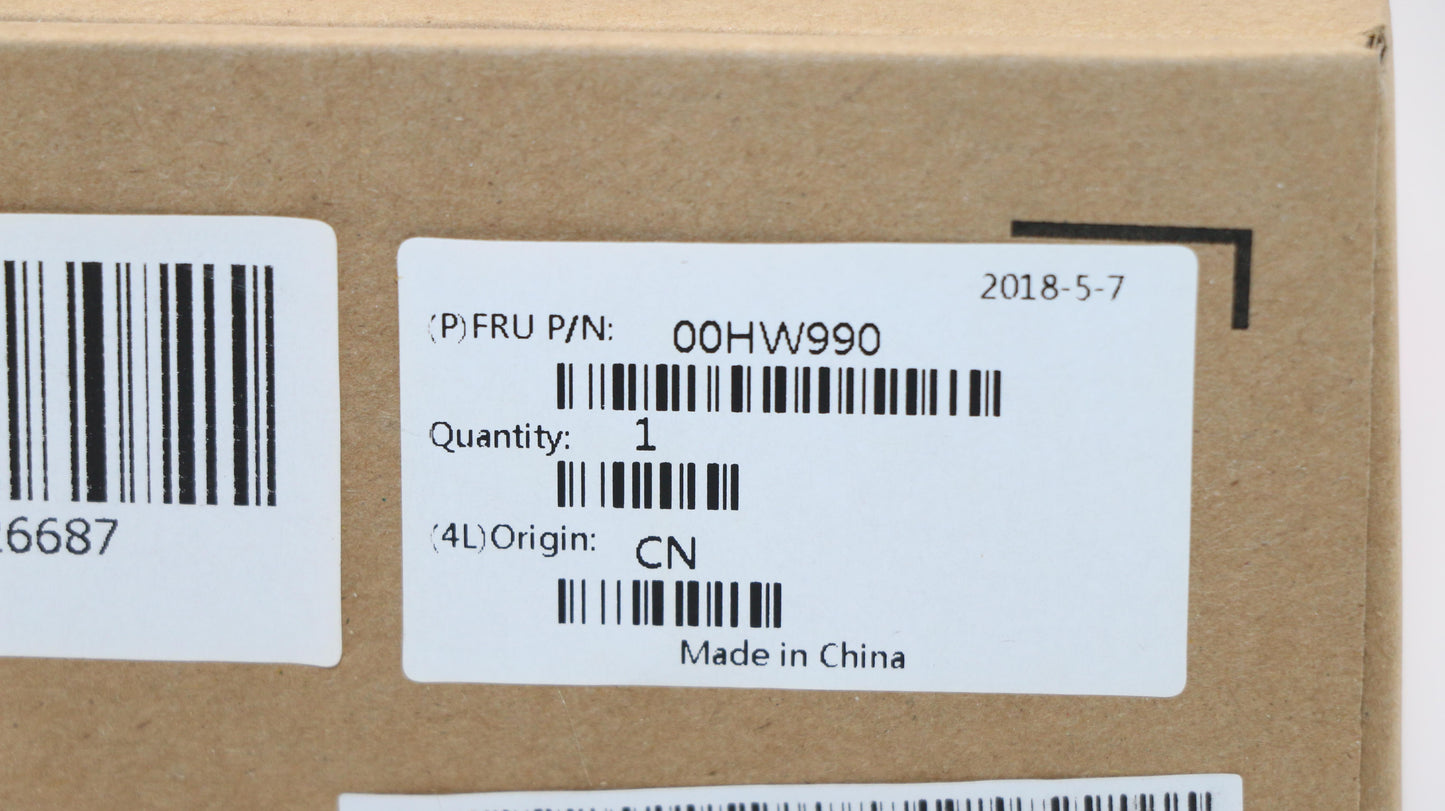 2018-5-7
(P)FRU P/N: 00HW990
Quantity: 1
(4L)Origin: CN
Made in China
6687